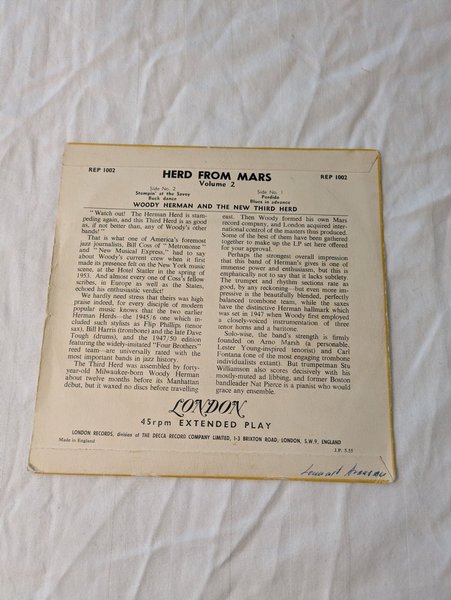 REP 1002
HERD FROM MARS
REP 1002
Volume 2
Side No. 2
Stompin' at the Savoy
Buck dance
Side No. 1
Perdido
Blues in advance
WOODY HERMAN AND THE NEW THIRD HERD
"Watch out! The Herman Herd is stam-
peding again, and this Third Herd is as good
as, if not better than, any of Woody's other
bands!"
That is what one of America's foremost
jazz journalists, Bill Coss of "Metronome"
and "New Musical Express," had to say
about Woody's current crew when it first
made its presence felt on the New York music
scene, at the Hotel Statler in the spring of
1953. And almost every one of Coss's fellow
scribes, in Europe as well as the States,
echoed his enthusiastic verdict!
We hardly need stress that theirs was high
praise indeed, for every disciple of modern
popular music knows that the two earlier
Herman Herds—the 1945/6 one which in-
cluded such stylists as Flip Phillips (tenor
sax), Bill Harris (trombone) and the late Dave
Tough (drums), and the 1947/50 edition
featuring the widely-imitated "Four Brothers"
reed team—are universally rated with the
most important bands in jazz history.
The Third Herd was assembled by forty-
year-old Milwaukee-born Woody Herman
about twelve months before its Manhattan
début, but it waxed no discs before travelling
east. Then Woody formed his own Mars
record company, and London acquired inter-
national control of the masters thus produced.
Some of the best of them have been gathered
together to make up the LP set here offered
for your approval.
Perhaps the strongest overall impression
that this band of Herman's gives is one of
immense power and enthusiasm, but this is
emphatically not to say that it lacks subtlety.
The trumpet and rhythm sections rate as
good, by any reckoning—but even more im-
pressive is the beautifully blended, perfectly
balanced trombone team, while the saxes
have the distinctive Herman hallmark which
was set in 1947 when Woody first employed
a closely-voiced instrumentation of three
tenor horns and a baritone.
Solo-wise, the band's strength is firmly
founded on Arno Marsh (a personable,
Lester Young-inspired tenorist) and Carl
Fontana (one of the most engaging trombone
individualists extant). But trumpetman Stu
Williamson also scores decisively with his
mostly-muted ad libbing, and former Boston
bandleader Nat Pierce is a pianist who would
grace any ensemble.
LONDON
45rpm EXTENDED PLAY
LONDON RECORDS, division of THE DECCA RECORD COMPANY LIMITED, 1-3 BRIXTON ROAD, LONDON, S.W.9, ENGLAND
Made in England
J.P. 5.55